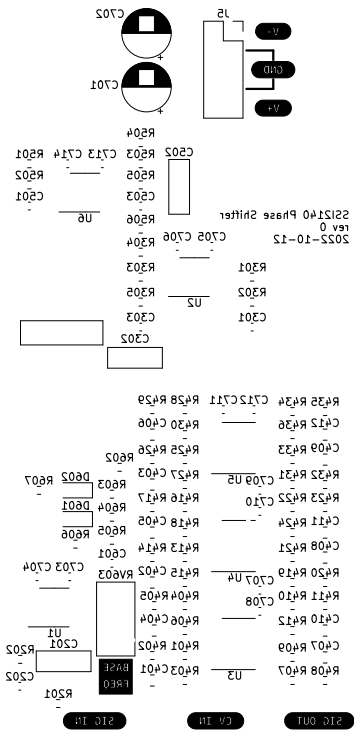 C702
J5
V-
GND
C701
V+
R504
R501 C714 C713 R503 C502
R502 R505
C501 C503
U6 R506
SSI2140 Phase Shifter
rev 0
2022-10-12
R304 C706 C705
R303 R301
R305 R302
U2
C303 C301
C302
R429 R428 C711 C712 R434 R435
C406 R430 R436 C412
R426 R425 R433 C409
R602
R607 D602 R603 C403 R427 U5 C709 R431 R432
R417 R416 C710 R422 R423
D601 R604
C405 R418 R424 C411
R606 R605
R414 R413 R421 C408
C601
C704 C703 RV603 C402 R415 U4 C707 R419 R420
R405 R404 C708 R410 R411
C404 R406 R412 C410
U1
R202 C201 R402 R401 R409 C407
C202 BASE FREQ C401 R403 U3 R407 R408
R201
SIG IN CV IN SIG OUT